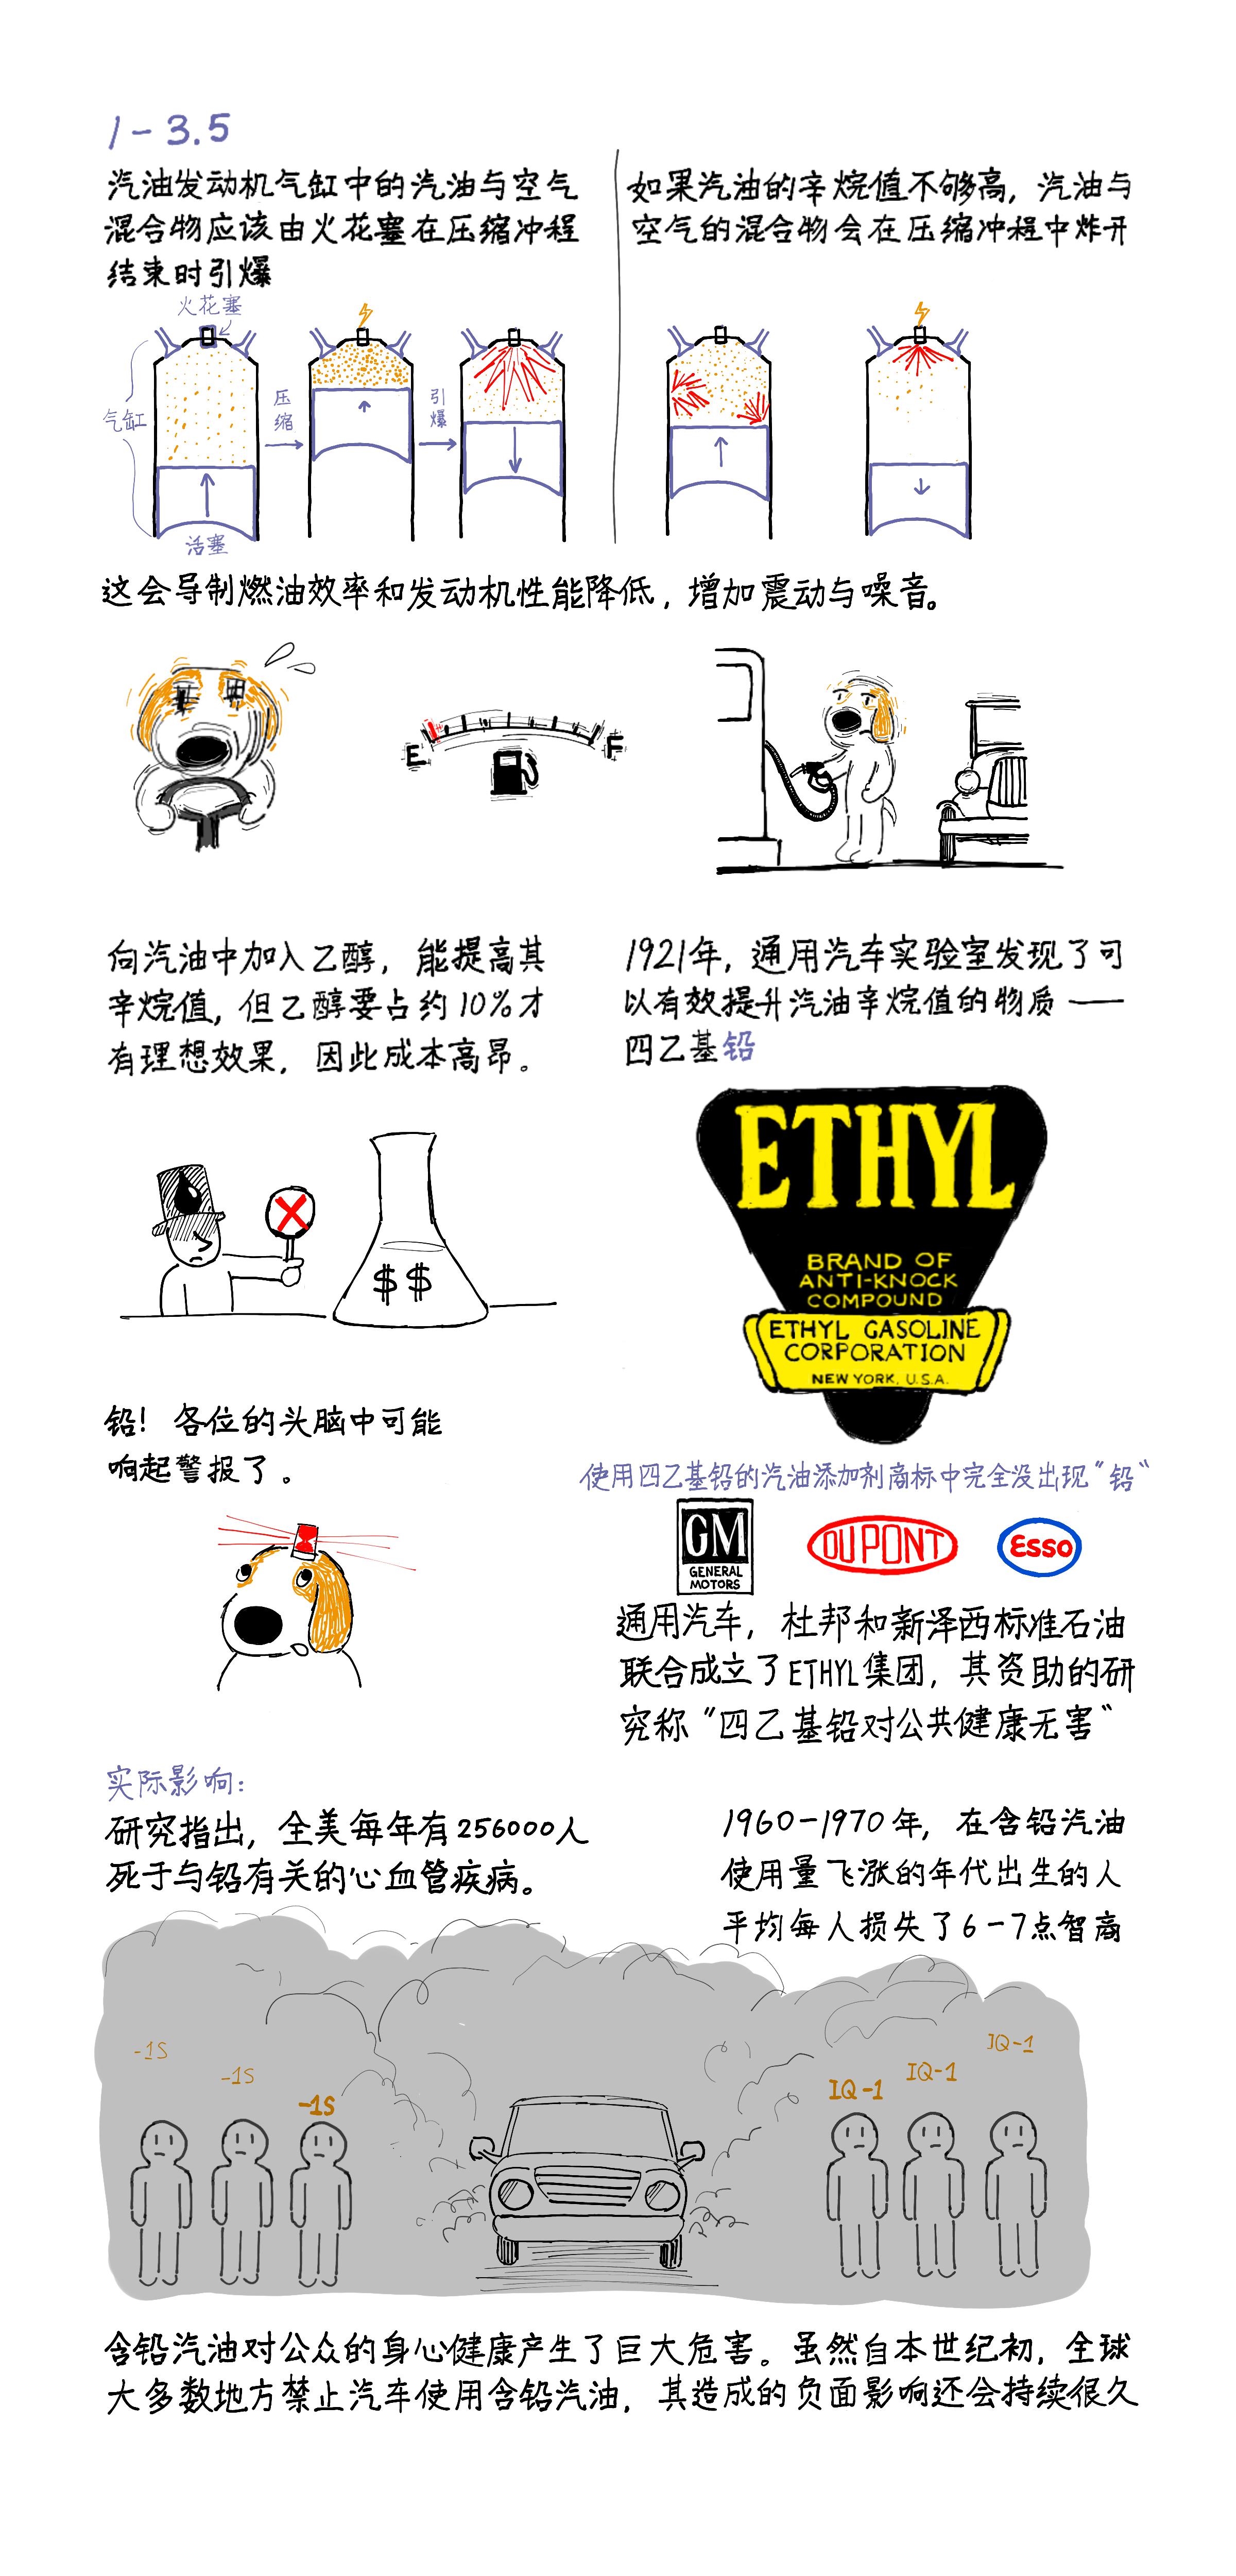 1-3.5
汽油发动机气缸中的汽油与空气
混合物应该由火花塞在压缩冲程
结束时引爆
如果汽油的辛烷值不够高，汽油与
空气的混合物会在压缩冲程中炸开
火花塞
气缸
压缩
引爆
活塞
这会导制燃油效率和发动机性能降低，增加震动与噪音。
E
F
向汽油中加入乙醇，能提高其
辛烷值，但乙醇要占约10%才
有理想效果，因此成本高昂。
1921年，通用汽车实验室发现了可
以有效提升汽油辛烷值的物质——
四乙基铅
$$
ETHYL
BRAND OF
ANTI-KNOCK
COMPOUND
ETHYL GASOLINE
CORPORATION
NEW YORK, U.S.A.
铅！各位的头脑中可能
响起警报了。
使用四乙基铅的汽油添加剂商标中完全没出现"铅"
GM
GENERAL
MOTORS
DUPONT
Esso
通用汽车，杜邦和新泽西标准石油
联合成立了ETHYL集团，其资助的研
究称"四乙基铅对公共健康无害"
实际影响：
研究指出，全美每年有256000人
死于与铅有关的心血管疾病。
1960-1970年，在含铅汽油
使用量飞涨的年代出生的人
平均每人损失了6-7点智商
-1S
-1S
-1S
IQ-1
IQ-1
IQ-1
含铅汽油对公众的身心健康产生了巨大危害。虽然自本世纪初，全球
大多数地方禁止汽车使用含铅汽油，其造成的负面影响还会持续很久